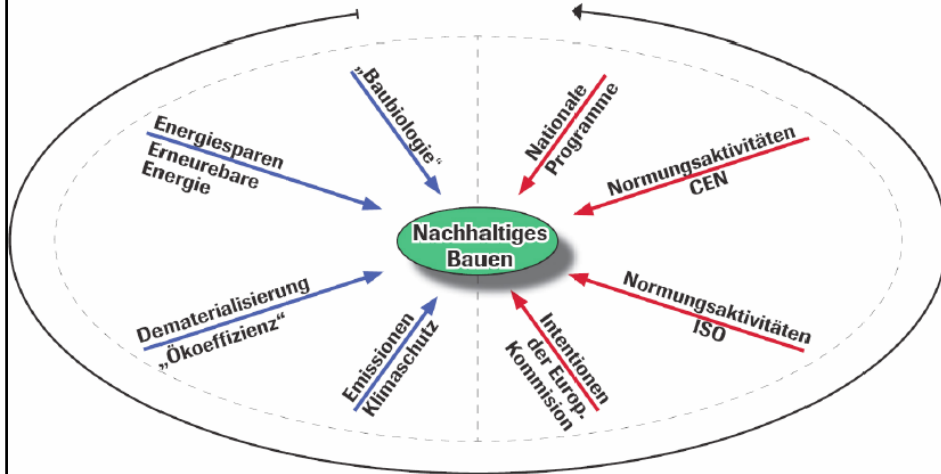 „Baubiologie“
Energiesparen
Erneurebare
Energie
Nationale
Programme
Normungsaktivitäten
CEN
Nachhaltiges
Bauen
Dematerialisierung
„Ökoeffizienz“
Emissionen
Klimaschutz
Intentionen
der Europ.
Kommision
Normungsaktivitäten
ISO